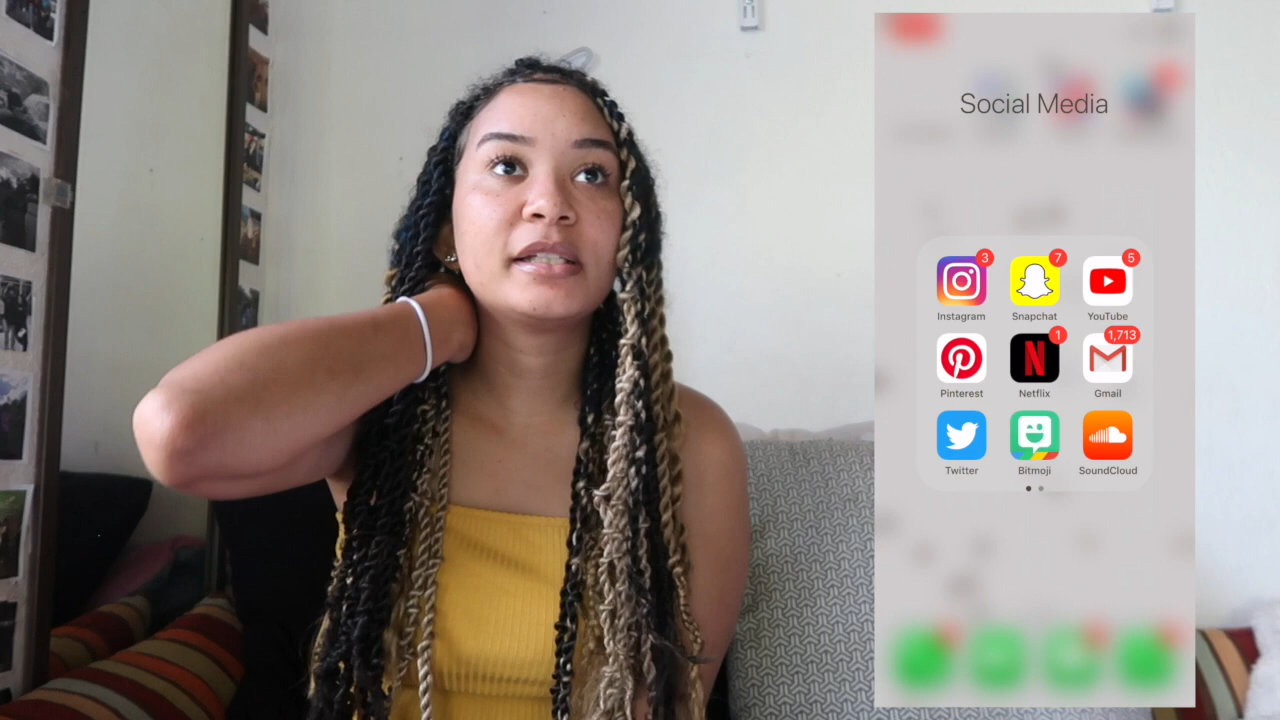 Social Media
3 7 5
Instagram Snapchat YouTube
1 1,713
Pinterest Netflix Gmail
Twitter Bitmoji SoundCloud